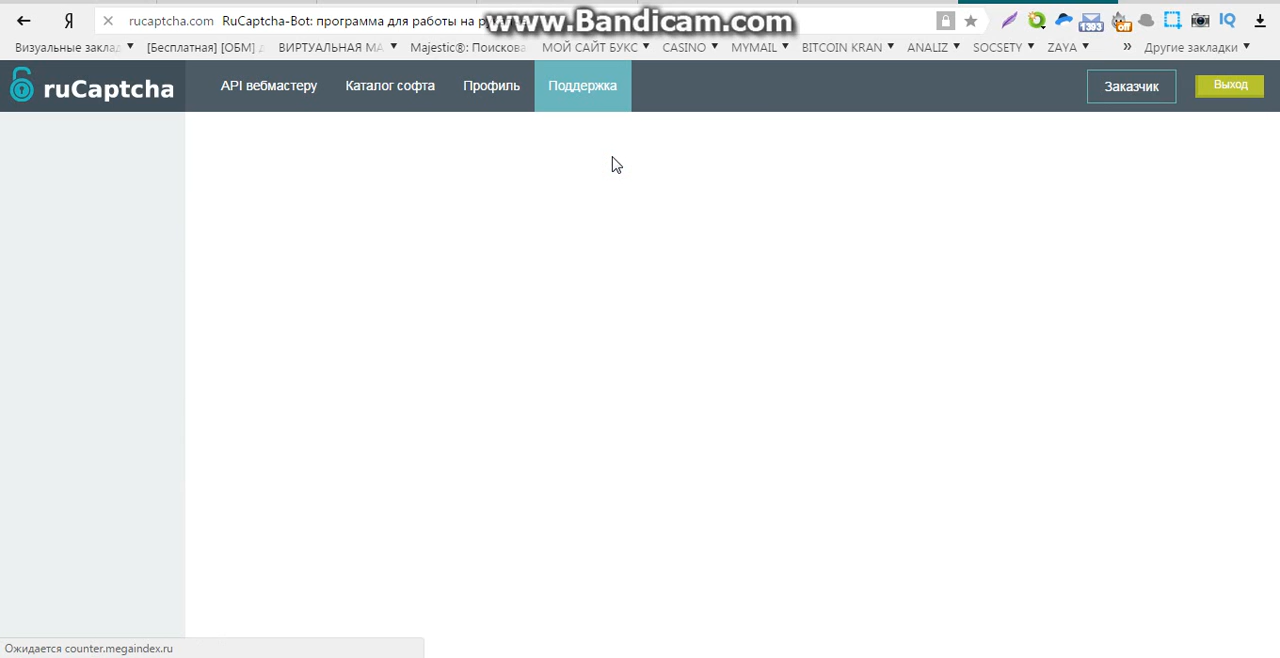 www.Bandicam.com
rucaptcha.com RuCaptcha-Bot: программа для работы на
Визуальные заклад [Бесплатная] [ОБМ] ВИРТУАЛЬНАЯ МА Majestic®: Поискова МОЙ САЙТ БУКС CASINO MYMAIL BITCOIN KRAN ANALIZ SOCSETY ZAYA » Другие закладки
ruCaptcha API вебмастеру Каталог софта Профиль Поддержка Заказчик Выход
Ожидается counter.megaindex.ru